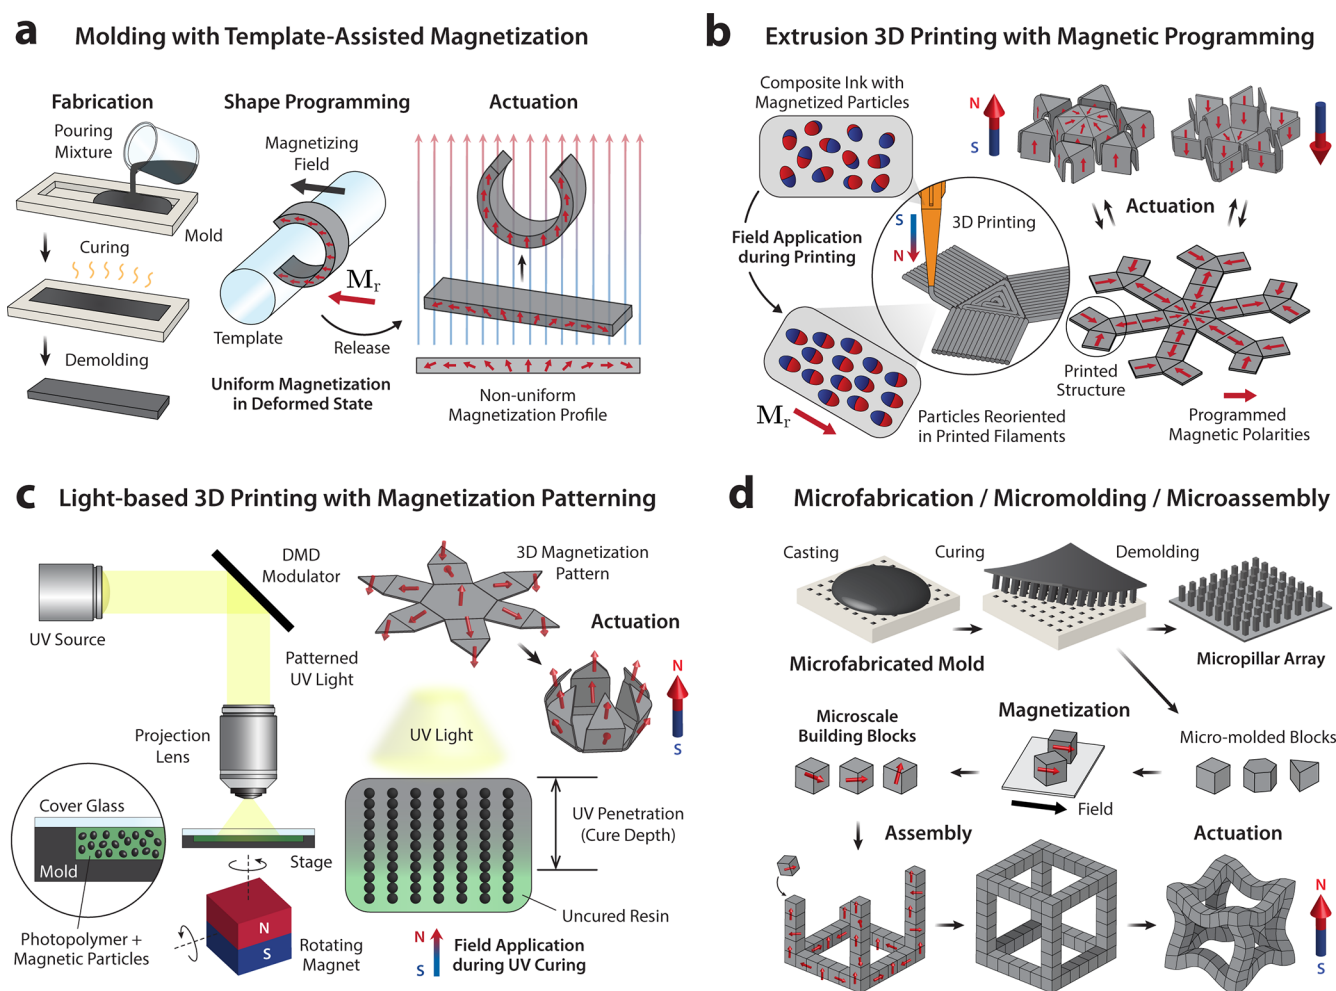 a Molding with Template-Assisted Magnetization
Fabrication
Pouring
Mixture
Mold
Curing
Demolding
Shape Programming
Magnetizing
Field
Mr
Template
Release
Uniform Magnetization
in Deformed State
Actuation
Non-uniform
Magnetization Profile
b Extrusion 3D Printing with Magnetic Programming
Composite Ink with
Magnetized Particles
Field Application
during Printing
S
N
3D Printing
Mr
Particles Reoriented
in Printed Filaments
N
S
Actuation
Printed
Structure
Programmed
Magnetic Polarities
c Light-based 3D Printing with Magnetization Patterning
UV Source
DMD
Modulator
Patterned
UV Light
Projection
Lens
Cover Glass
Mold
Photopolymer +
Magnetic Particles
Stage
N
S
Rotating
Magnet
3D Magnetization
Pattern
Actuation
N
S
UV Light
UV Penetration
(Cure Depth)
Uncured Resin
N
S
Field Application
during UV Curing
d Microfabrication / Micromolding / Microassembly
Casting
Curing
Demolding
Microfabricated Mold
Micropillar Array
Microscale
Building Blocks
Magnetization
Field
Micro-molded Blocks
Assembly
Actuation
N
S